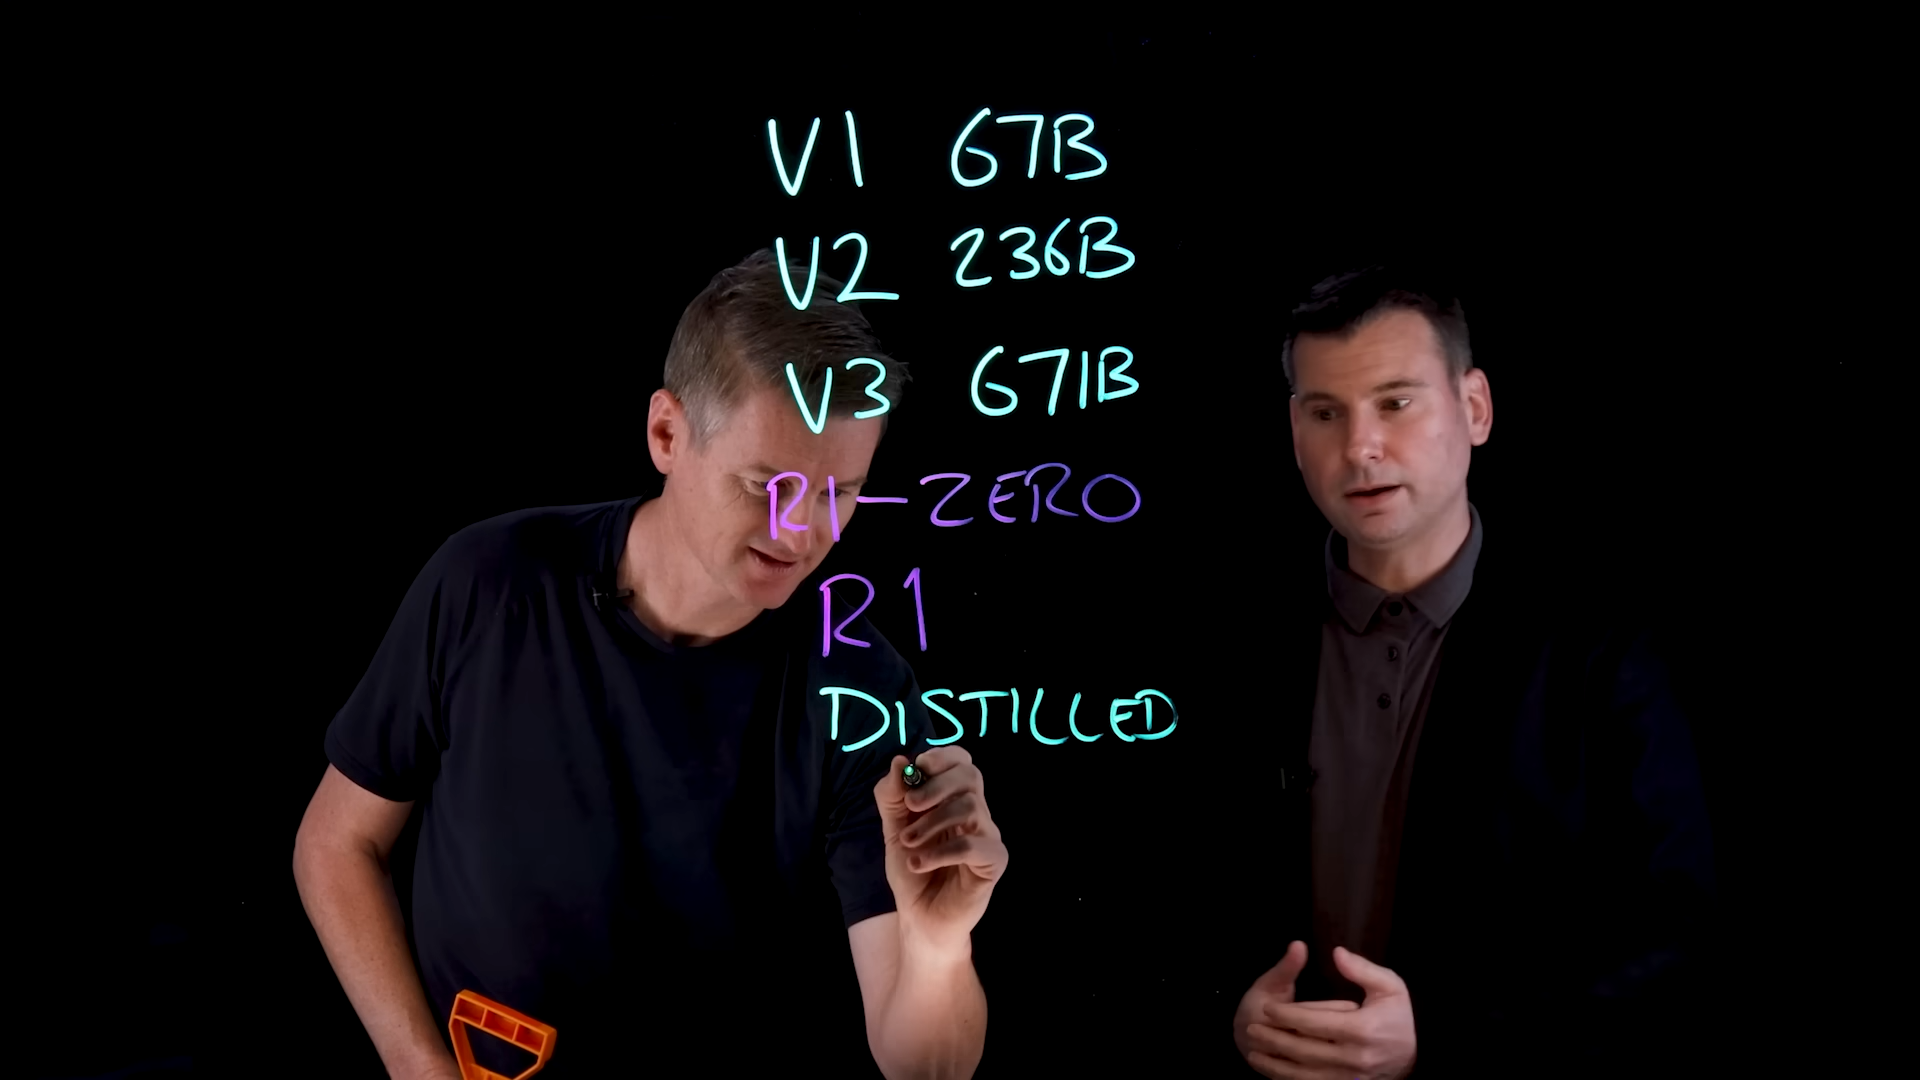 V1 67B
V2 236B
V3 671B
R1-ZERO
R1
DISTILLED